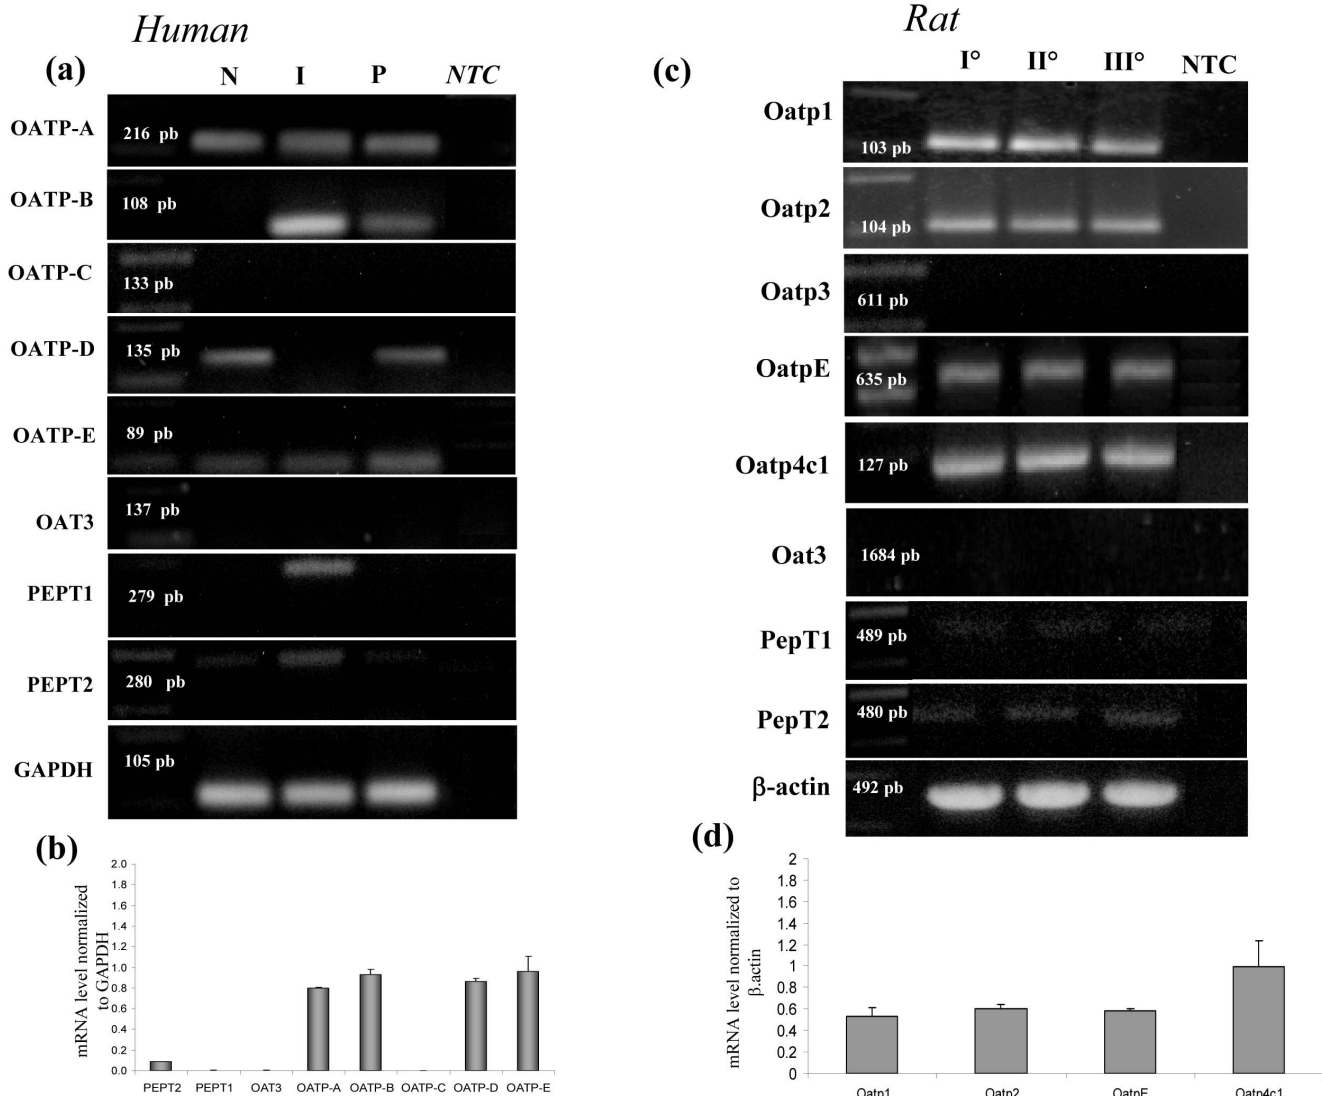 Human
(a) N I P NTC
OATP-A 216 pb
OATP-B 108 pb
OATP-C 133 pb
OATP-D 135 pb
OATP-E 89 pb
OAT3 137 pb
PEPT1 279 pb
PEPT2 280 pb
GAPDH 105 pb
(b)
mRNA level normalized
to GAPDH
2.0
1.8
1.6
1.4
1.2
1.0
0.8
0.6
0.4
0.2
0.0
PEPT2 PEPT1 OAT3 OATP-A OATP-B OATP-C OATP-D OATP-E
Rat
(c) I° II° III° NTC
Oatp1 103 pb
Oatp2 104 pb
Oatp3 611 pb
OatpE 635 pb
Oatp4c1 127 pb
Oat3 1684 pb
PepT1 489 pb
PepT2 480 pb
β-actin 492 pb
(d)
mRNA level normalized to
β.actin
2
1.8
1.6
1.4
1.2
1
0.8
0.6
0.4
0.2
0
Oatp1 Oatp2 OatpE Oatp4c1